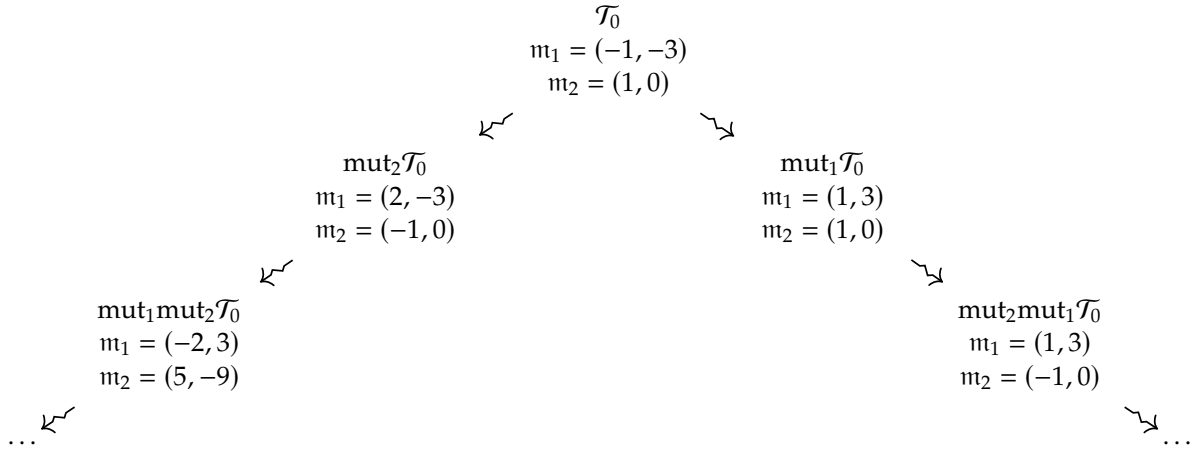 𝒯₀
𝔪₁ = (−1, −3)
𝔪₂ = (1, 0)
mut₂𝒯₀
𝔪₁ = (2, −3)
𝔪₂ = (−1, 0)
mut₁𝒯₀
𝔪₁ = (1, 3)
𝔪₂ = (1, 0)
mut₁mut₂𝒯₀
𝔪₁ = (−2, 3)
𝔪₂ = (5, −9)
mut₂mut₁𝒯₀
𝔪₁ = (1, 3)
𝔪₂ = (−1, 0)
...
...